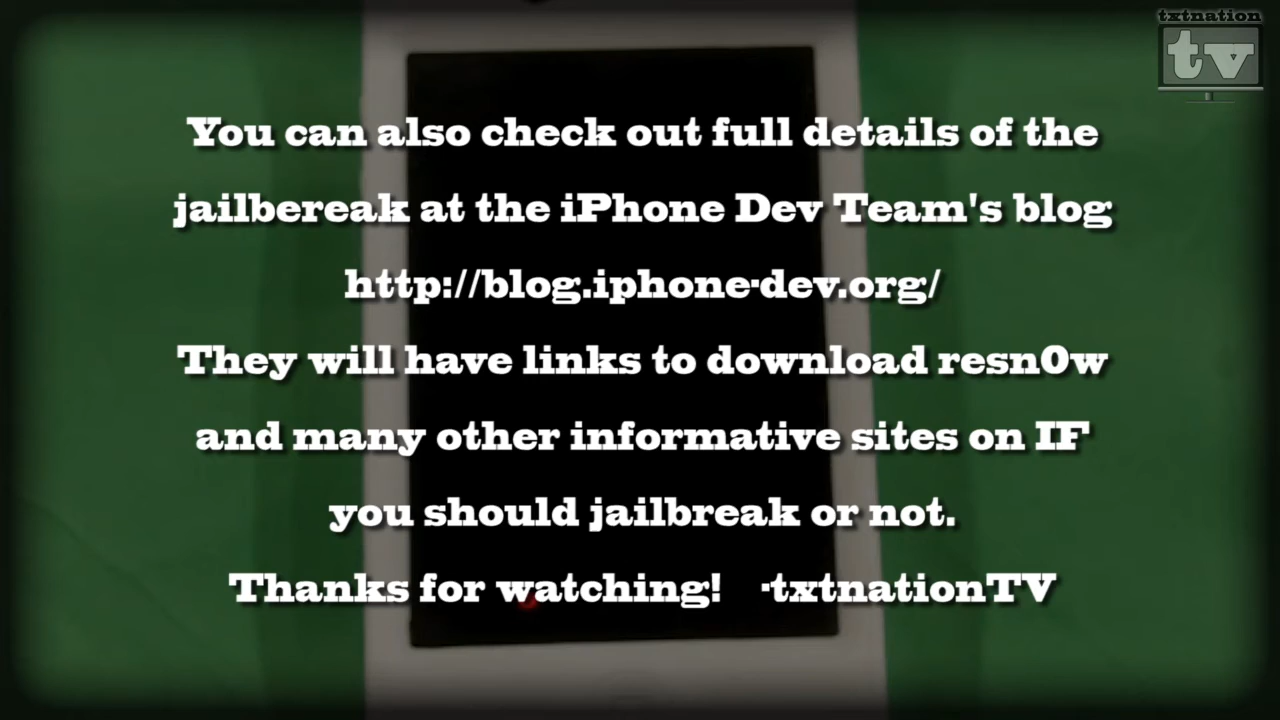 txtnation
tv
You can also check out full details of the
jailbereak at the iPhone Dev Team's blog
http://blog.iphone-dev.org/
They will have links to download resn0w
and many other informative sites on IF
you should jailbreak or not.
Thanks for watching! -txtnationTV